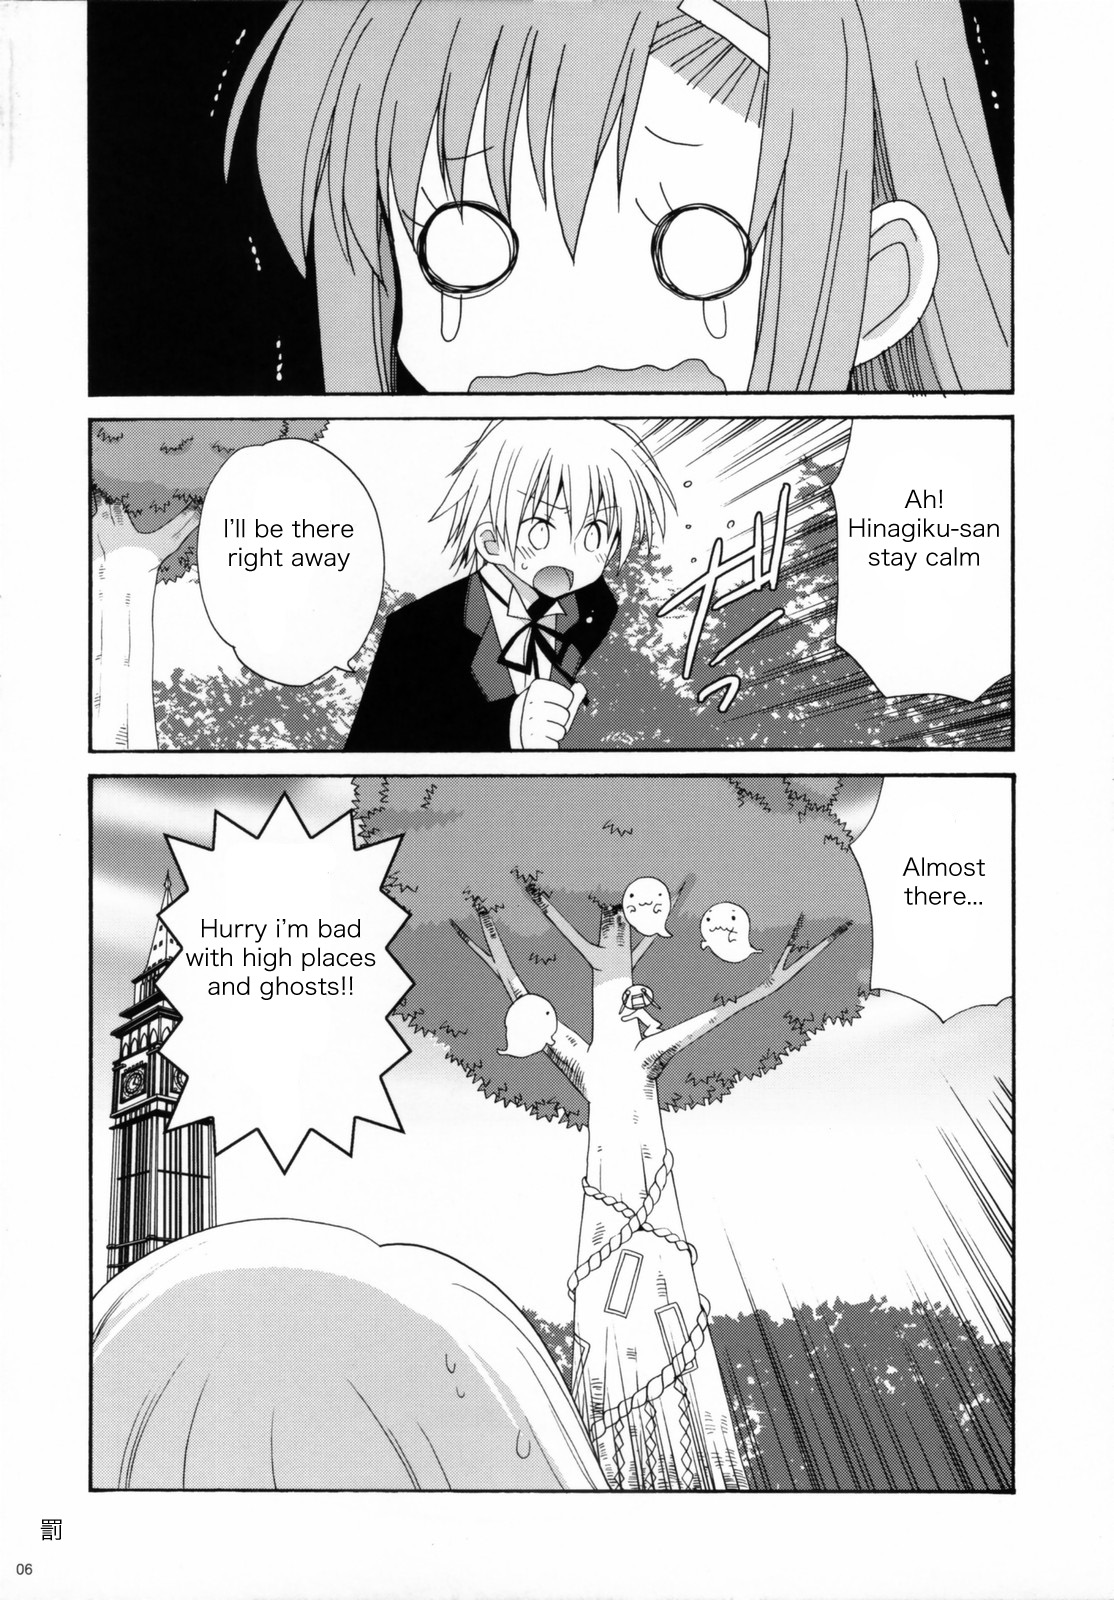 Ah!
Hinagiku-san
stay calm
I'll be there
right away
Almost
there...
Hurry i'm bad
with high places
and ghosts!!
罰
06